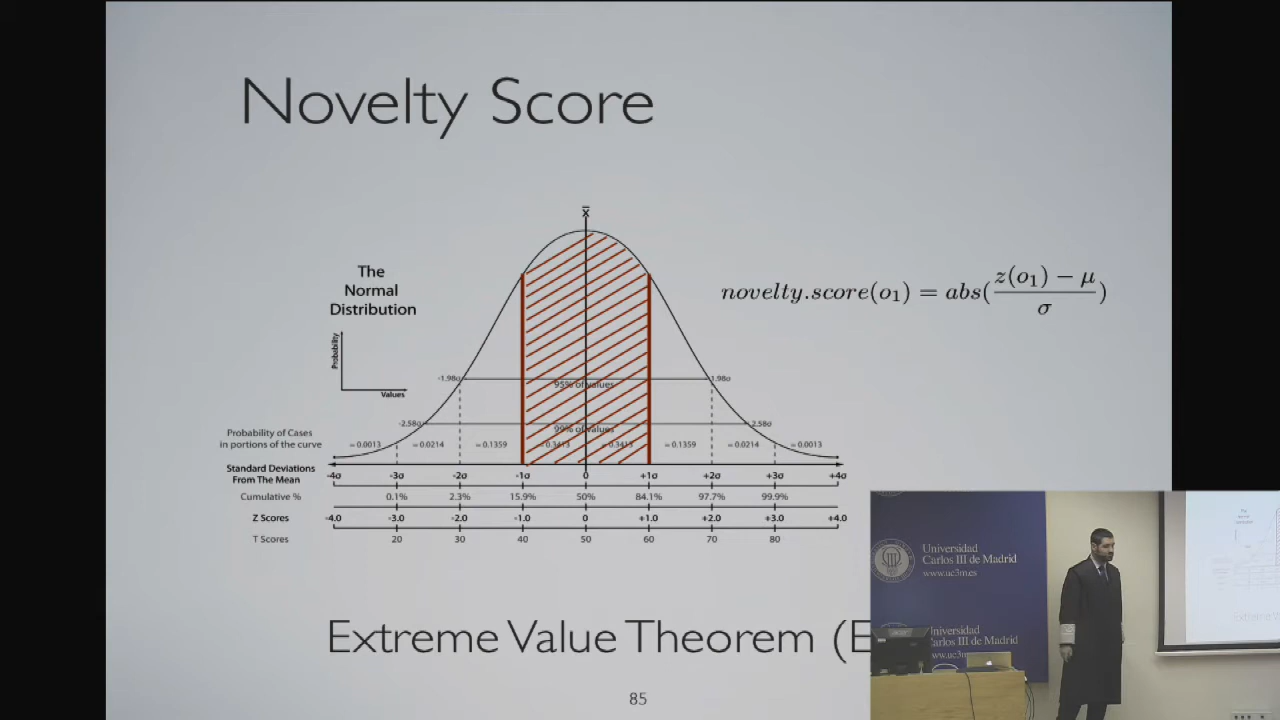 Novelty Score
x̄
The
Normal
Distribution
Probability
Values
novelty.score(o₁) = abs(z(o₁) − μ / σ)
-1.98σ 1.98σ
95% of values
-2.58σ 2.58σ
99% of values
Probability of Cases
in portions of the curve
= 0.0013 = 0.0214 = 0.1359 = 0.3413 = 0.3413 = 0.1359 = 0.0214 = 0.0013
Standard Deviations
From The Mean
-4σ -3σ -2σ -1σ 0 +1σ +2σ +3σ +4σ
Cumulative % 0.1% 2.3% 15.9% 50% 84.1% 97.7% 99.9%
Z Scores -4.0 -3.0 -2.0 -1.0 0 +1.0 +2.0 +3.0 +4.0
T Scores 20 30 40 50 60 70 80
Extreme Value Theorem (E
85
Universidad
Carlos III de Madrid
www.uc3m.es
Universidad
Carlos III de Madrid
www.uc3m.es